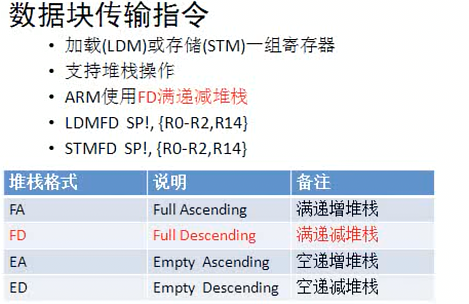 数据块传输指令
• 加载(LDM)或存储(STM)一组寄存器
• 支持堆栈操作
• ARM使用FD满递减堆栈
• LDMFD SP!, {R0-R2,R14}
• STMFD SP!, {R0-R2,R14}
堆栈格式 说明 备注
FA Full Ascending 满递增堆栈
FD Full Descending 满递减堆栈
EA Empty Ascending 空递增堆栈
ED Empty Descending 空递减堆栈